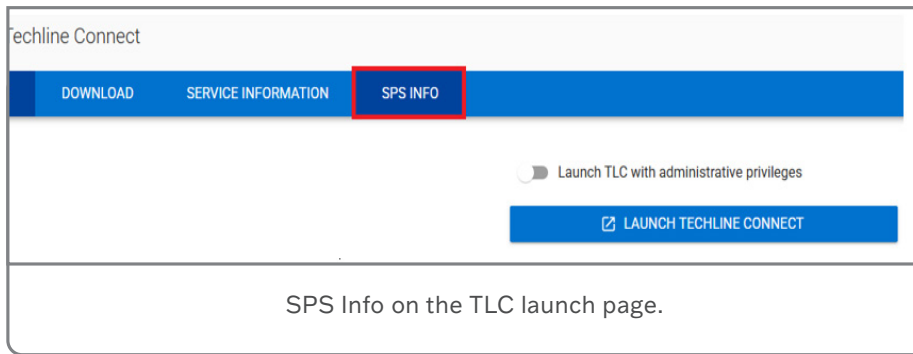 Techline Connect
DOWNLOAD SERVICE INFORMATION SPS INFO
Launch TLC with administrative privileges
LAUNCH TECHLINE CONNECT
SPS Info on the TLC launch page.